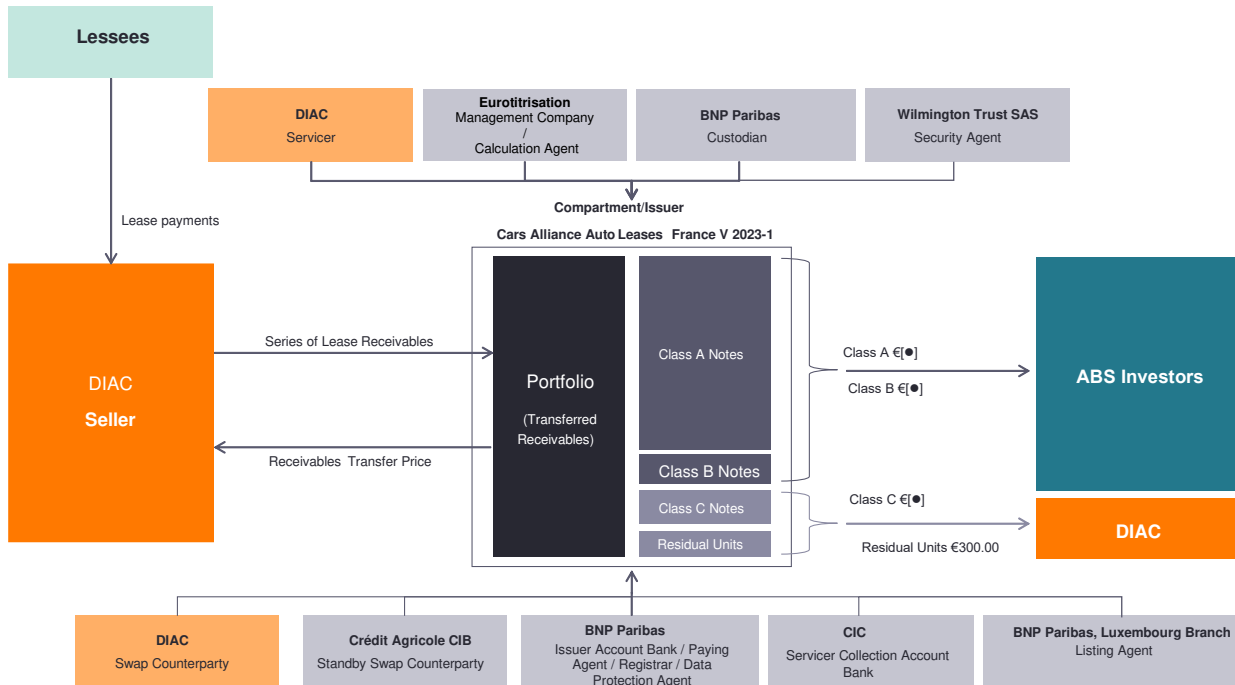 Lessees
DIAC
Servicer
Eurotitrisation
Management Company
/
Calculation Agent
BNP Paribas
Custodian
Wilmington Trust SAS
Security Agent
Lease payments
Compartment/Issuer
Cars Alliance Auto Leases France V 2023-1
DIAC
Seller
Series of Lease Receivables
Receivables Transfer Price
Portfolio
(Transferred
Receivables)
Class A Notes
Class B Notes
Class C Notes
Residual Units
Class A €[●]
Class B €[●]
Class C €[●]
Residual Units €300.00
ABS Investors
DIAC
DIAC
Swap Counterparty
Crédit Agricole CIB
Standby Swap Counterparty
BNP Paribas
Issuer Account Bank / Paying
Agent / Registrar / Data
Protection Agent
CIC
Servicer Collection Account
Bank
BNP Paribas, Luxembourg Branch
Listing Agent